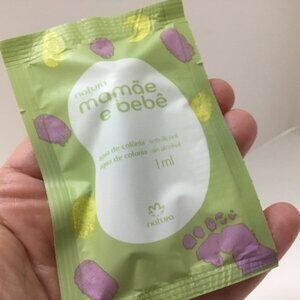 natura
mamãe
e bebê
água de colônia sem álcool
agua de colonia sin alcohol
1 ml
natura